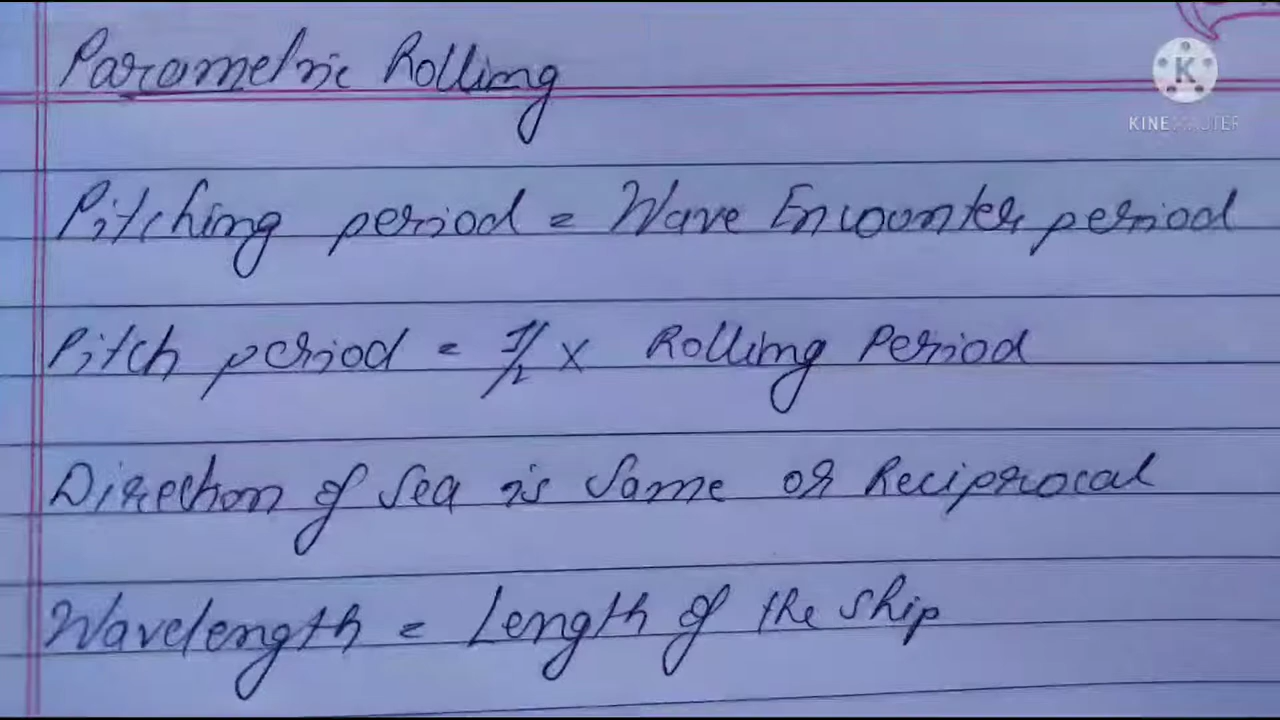 Parametric Rolling
KINEMASTER
Pitching period = Wave Encounter period
Pitch period = 1/2 x Rolling Period
Direction of Sea is Same or Reciprocal
Wavelength = Length of the Ship